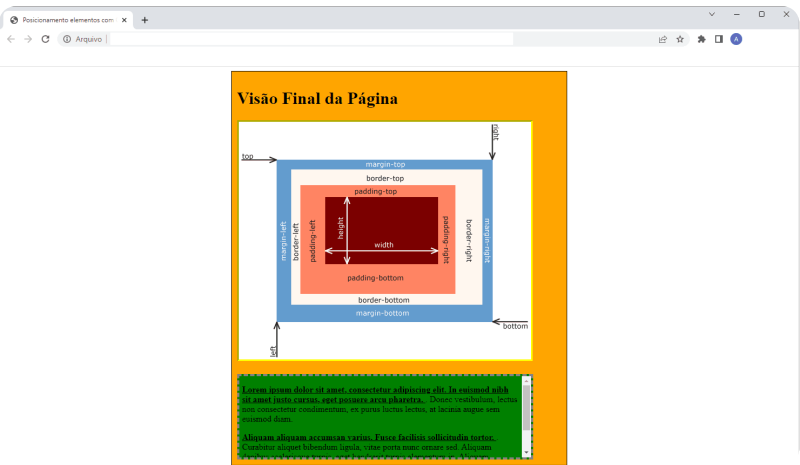 Posicionamento elementos com
Arquivo
A
Visão Final da Página
top
right
margin-top
border-top
padding-top
margin-left
border-left
padding-left
height
width
padding-right
border-right
margin-right
padding-bottom
border-bottom
margin-bottom
left
bottom
Lorem ipsum dolor sit amet, consectetur adipiscing elit. In euismod nibh
sit amet justo cursus, eget posuere arcu pharetra. Donec vestibulum, lectus
non consectetur condimentum, ex purus luctus lectus, at lacinia augue sem
euismod diam.
Aliquam aliquam accumsan varius. Fusce facilisis sollicitudin tortor.
Curabitur aliquet bibendum ligula, vitae porta nunc ornare sed. Aliquam